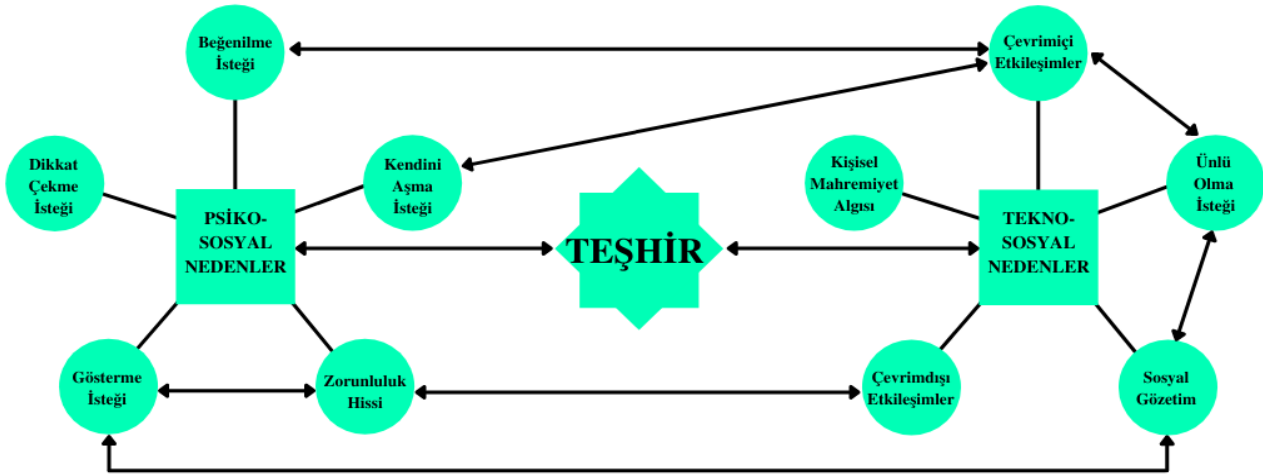 Beğenilme
İsteği
Çevrimiçi
Etkileşimler
Dikkat
Çekme
İsteği
Kendini
Aşma
İsteği
Kişisel
Mahremiyet
Algısı
Ünlü
Olma
İsteği
PSİKO-
SOSYAL
NEDENLER
TEŞHİR
TEKNO-
SOSYAL
NEDENLER
Gösterme
İsteği
Zorunluluk
Hissi
Çevrimdışı
Etkileşimler
Sosyal
Gözetim